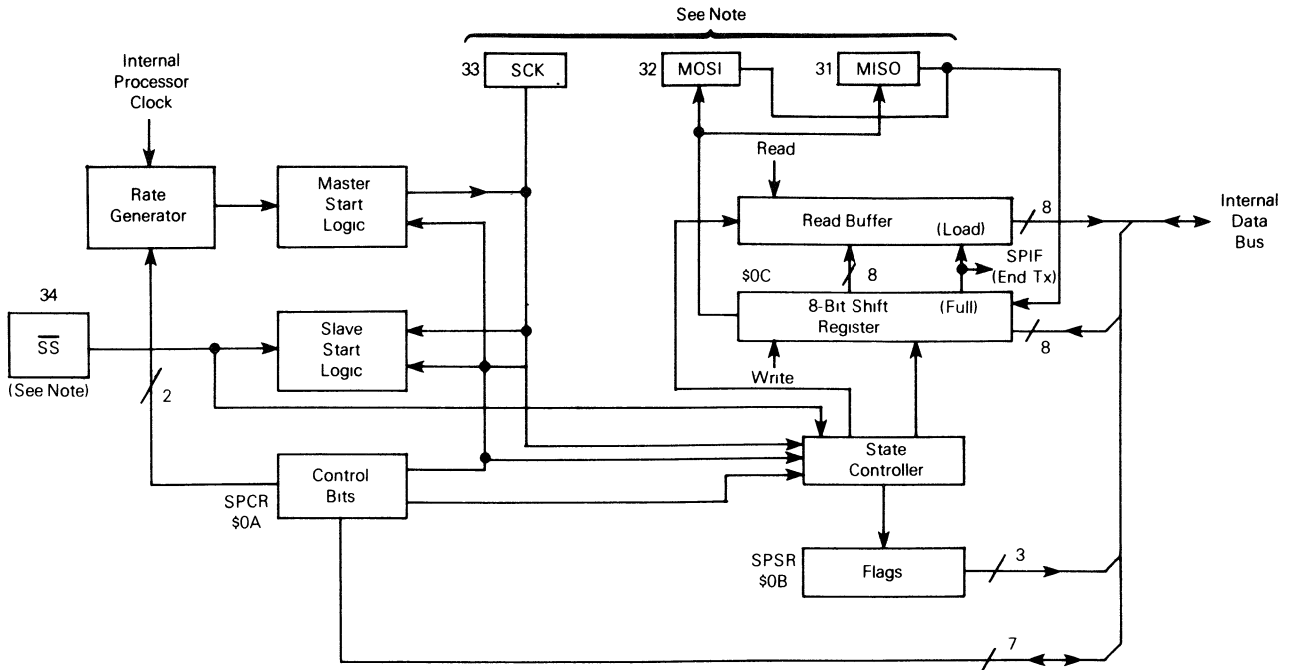 See Note
Internal
Processor
Clock
33
SCK
32
MOSI
31
MISO
Read
Rate
Generator
Master
Start
Logic
Read Buffer
(Load)
8
Internal
Data
Bus
SPIF
(End Tx)
$0C
8
34
8-Bit Shift
Register
(Full)
SS
Slave
Start
Logic
8
(See Note)
2
Write
State
Controller
Control
Bits
SPCR
$0A
SPSR
$0B
Flags
3
7